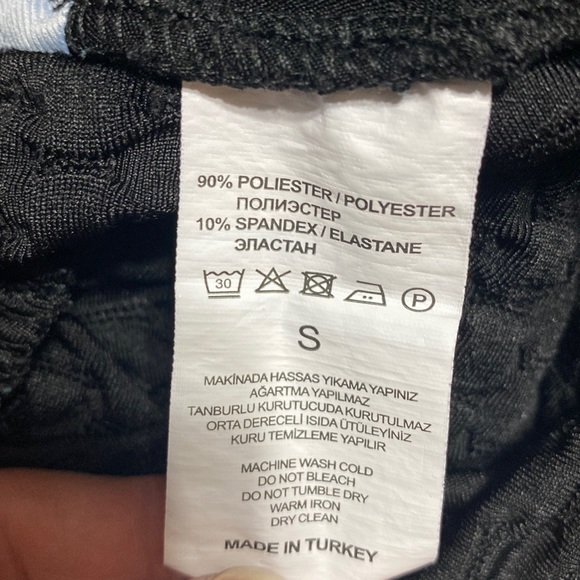 90% POLIESTER / POLYESTER
ПОЛИЭСТЕР
10% SPANDEX / ELASTANE
ЭЛАСТАН
30 P
S
MAKİNADA HASSAS YIKAMA YAPINIZ
AĞARTMA YAPILMAZ
TANBURLU KURUTUCUDA KURUTULMAZ
ORTA DERECELİ ISIDA ÜTÜLEYİNİZ
KURU TEMİZLEME YAPILIR
MACHINE WASH COLD
DO NOT BLEACH
DO NOT TUMBLE DRY
WARM IRON
DRY CLEAN
MADE IN TURKEY